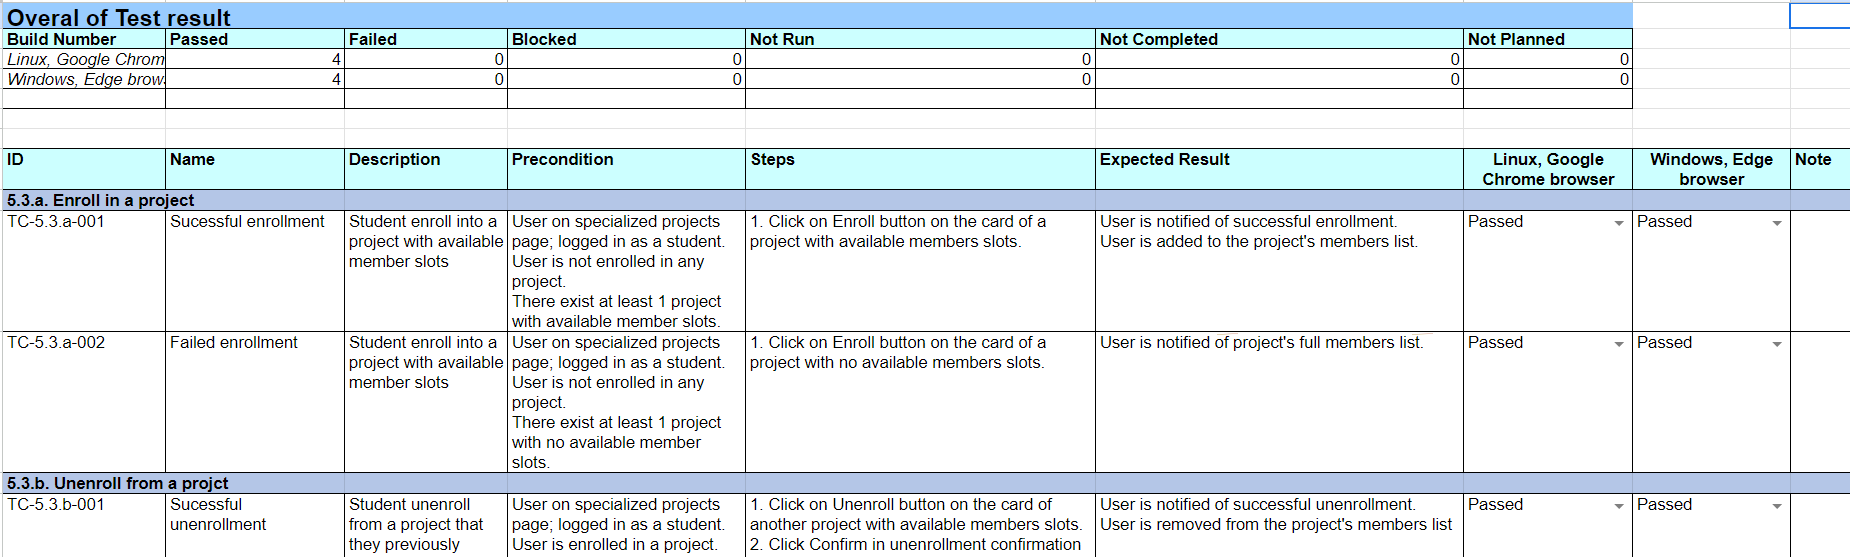 Overal of Test result
Build Number Passed Failed Blocked Not Run Not Completed Not Planned
Linux, Google Chrom 4 0 0 0 0 0
Windows, Edge brow 4 0 0 0 0 0
ID Name Description Precondition Steps Expected Result Linux, Google Chrome browser Windows, Edge browser Note
5.3.a. Enroll in a project
TC-5.3.a-001
Sucessful enrollment
Student enroll into a
project with available
member slots
User on specialized projects
page; logged in as a student.
User is not enrolled in any
project.
There exist at least 1 project
with available member slots.
1. Click on Enroll button on the card of a
project with available members slots.
User is notified of successful enrollment.
User is added to the project's members list.
Passed
Passed
TC-5.3.a-002
Failed enrollment
Student enroll into a
project with available
member slots
User on specialized projects
page; logged in as a student.
User is not enrolled in any
project.
There exist at least 1 project
with no available member
slots.
1. Click on Enroll button on the card of a
project with no available members slots.
User is notified of project's full members list.
Passed
Passed
5.3.b. Unenroll from a projct
TC-5.3.b-001
Sucessful
unenrollment
Student unenroll
from a project that
they previously
User on specialized projects
page; logged in as a student.
User is enrolled in a project.
1. Click on Unenroll button on the card of
another project with available members slots.
2. Click Confirm in unenrollment confirmation
User is notified of successful unenrollment.
User is removed from the project's members list
Passed
Passed